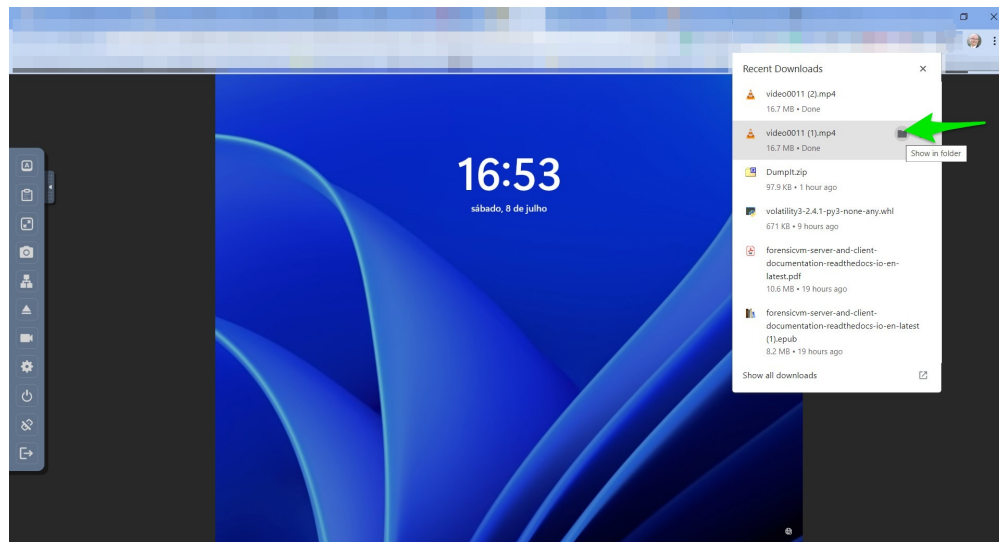 Recent Downloads
video0011 (2).mp4
16.7 MB • Done
video0011 (1).mp4
16.7 MB • Done
Show in folder
DumpIt.zip
97.9 KB • 1 hour ago
volatility3-2.4.1-py3-none-any.whl
671 KB • 9 hours ago
forensicvm-server-and-client-
documentation-readthedocs-io-en-
latest.pdf
10.6 MB • 19 hours ago
forensicvm-server-and-client-
documentation-readthedocs-io-en-latest
(1).epub
8.2 MB • 19 hours ago
Show all downloads
16:53
sábado, 8 de julho
A